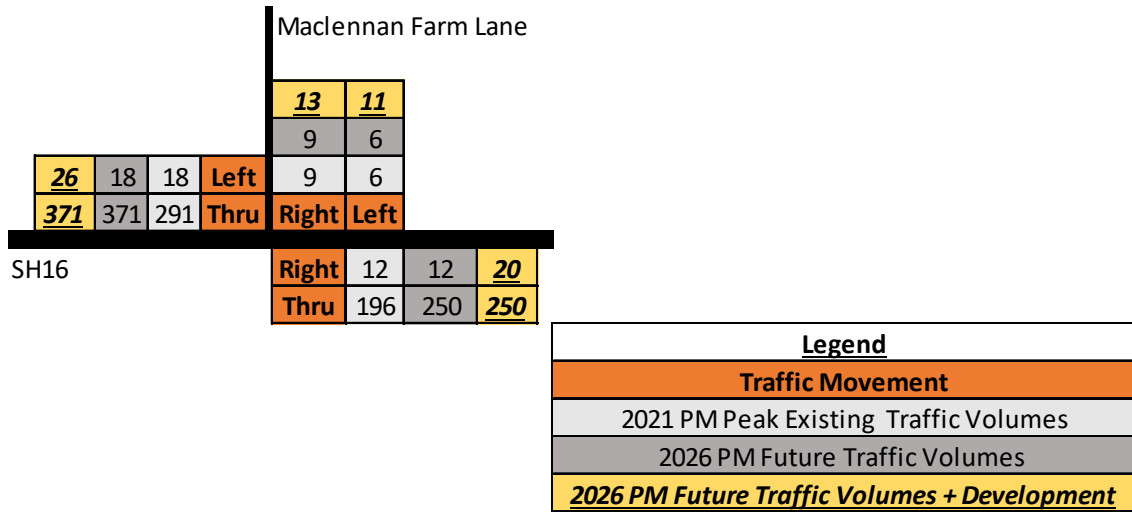 Maclennan Farm Lane
13 11
9 6
26 18 18 Left 9 6
371 371 291 Thru Right Left
SH16 Right 12 12 20
Thru 196 250 250
Legend
Traffic Movement
2021 PM Peak Existing Traffic Volumes
2026 PM Future Traffic Volumes
2026 PM Future Traffic Volumes + Development